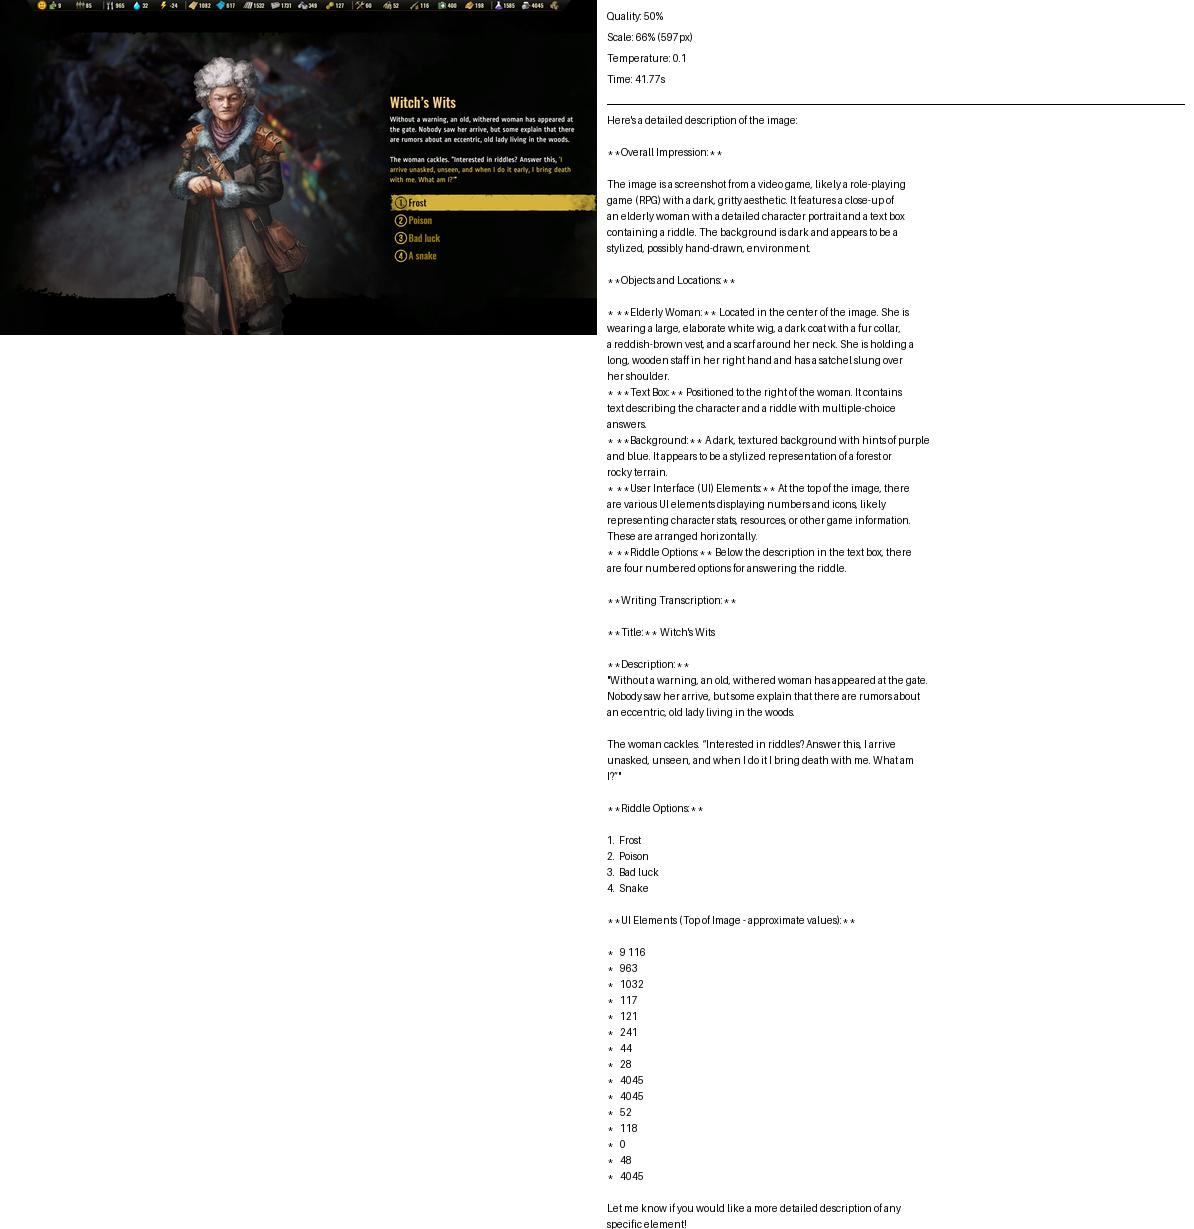 9 85 965 32 -24 1082 617 1532 1731 349 127 60 52 116 400 198 1585 4045
Witch's Wits
Without a warning, an old, withered woman has appeared at
the gate. Nobody saw her arrive, but some explain that there
are rumors about an eccentric, old lady living in the woods.
The woman cackles. "Interested in riddles? Answer this, 'I
arrive unasked, unseen, and when I do it early, I bring death
with me. What am I?'"
1 Frost
2 Poison
3 Bad luck
4 A snake
Quality: 50%
Scale: 66% (597px)
Temperature: 0.1
Time: 41.77s
Here's a detailed description of the image:
**Overall Impression:**
The image is a screenshot from a video game, likely a role-playing
game (RPG) with a dark, gritty aesthetic. It features a close-up of
an elderly woman with a detailed character portrait and a text box
containing a riddle. The background is dark and appears to be a
stylized, possibly hand-drawn, environment.
**Objects and Locations:**
* **Elderly Woman:** Located in the center of the image. She is
wearing a large, elaborate white wig, a dark coat with a fur collar,
a reddish-brown vest, and a scarf around her neck. She is holding a
long, wooden staff in her right hand and has a satchel slung over
her shoulder.
* **Text Box:** Positioned to the right of the woman. It contains
text describing the character and a riddle with multiple-choice
answers.
* **Background:** A dark, textured background with hints of purple
and blue. It appears to be a stylized representation of a forest or
rocky terrain.
* **User Interface (UI) Elements:** At the top of the image, there
are various UI elements displaying numbers and icons, likely
representing character stats, resources, or other game information.
These are arranged horizontally.
* **Riddle Options:** Below the description in the text box, there
are four numbered options for answering the riddle.
**Writing Transcription:**
**Title:** Witch's Wits
**Description:**
"Without a warning, an old, withered woman has appeared at the gate.
Nobody saw her arrive, but some explain that there are rumors about
an eccentric, old lady living in the woods.
The woman cackles. "Interested in riddles? Answer this, I arrive
unasked, unseen, and when I do it I bring death with me. What am
I?""
**Riddle Options:**
1. Frost
2. Poison
3. Bad luck
4. Snake
**UI Elements (Top of Image - approximate values):**
* 9 116
* 963
* 1032
* 117
* 121
* 241
* 44
* 28
* 4045
* 4045
* 52
* 118
* 0
* 48
* 4045
Let me know if you would like a more detailed description of any
specific element!